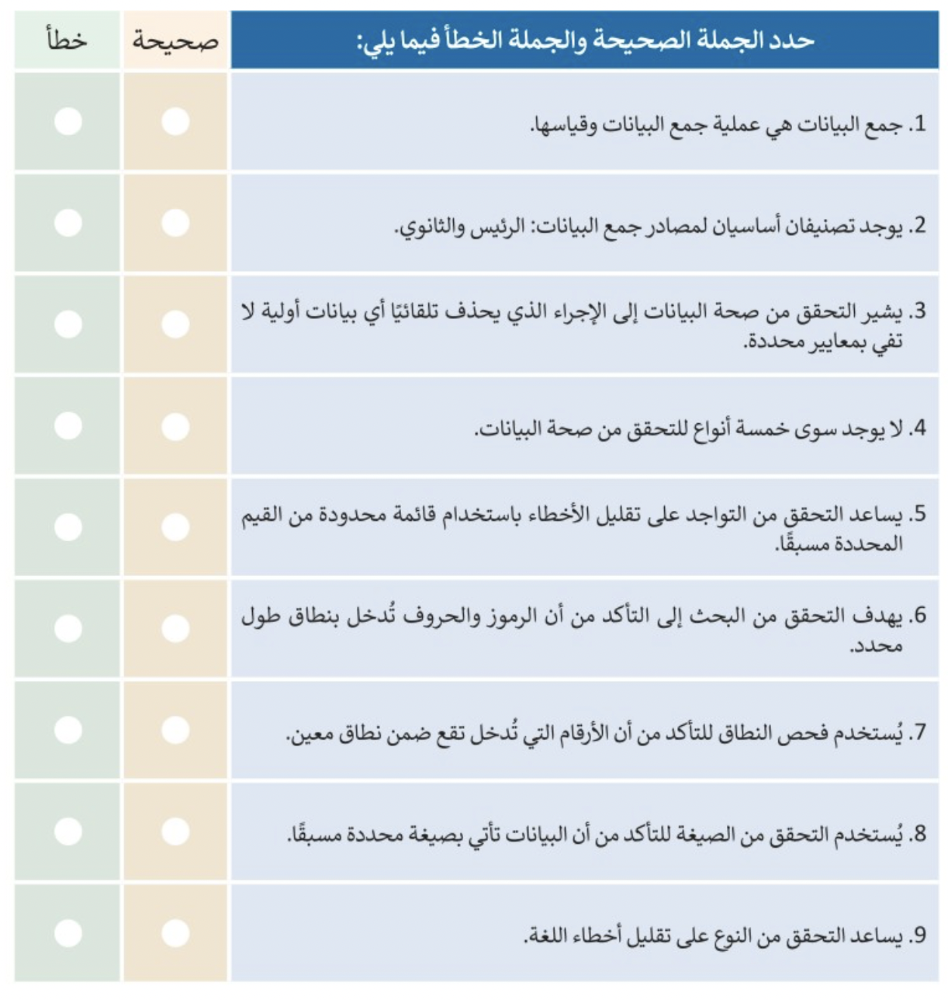 حدد الجملة الصحيحة والجملة الخطأ فيما يلي:
صحيحة
خطأ
1. جمع البيانات هي عملية جمع البيانات وقياسها.
2. يوجد تصنيفان أساسيان لمصادر جمع البيانات: الرئيس والثانوي.
3. يشير التحقق من صحة البيانات إلى الإجراء الذي يحذف تلقائيًا أي بيانات أولية لا
تفي بمعايير محددة.
4. لا يوجد سوى خمسة أنواع للتحقق من صحة البيانات.
5. يساعد التحقق من التواجد على تقليل الأخطاء باستخدام قائمة محدودة من القيم
المحددة مسبقًا.
6. يهدف التحقق من البحث إلى التأكد من أن الرموز والحروف تُدخل بنطاق طول
محدد.
7. يُستخدم فحص النطاق للتأكد من أن الأرقام التي تُدخل تقع ضمن نطاق معين.
8. يُستخدم التحقق من الصيغة للتأكد من أن البيانات تأتي بصيغة محددة مسبقًا.
9. يساعد التحقق من النوع على تقليل أخطاء اللغة.